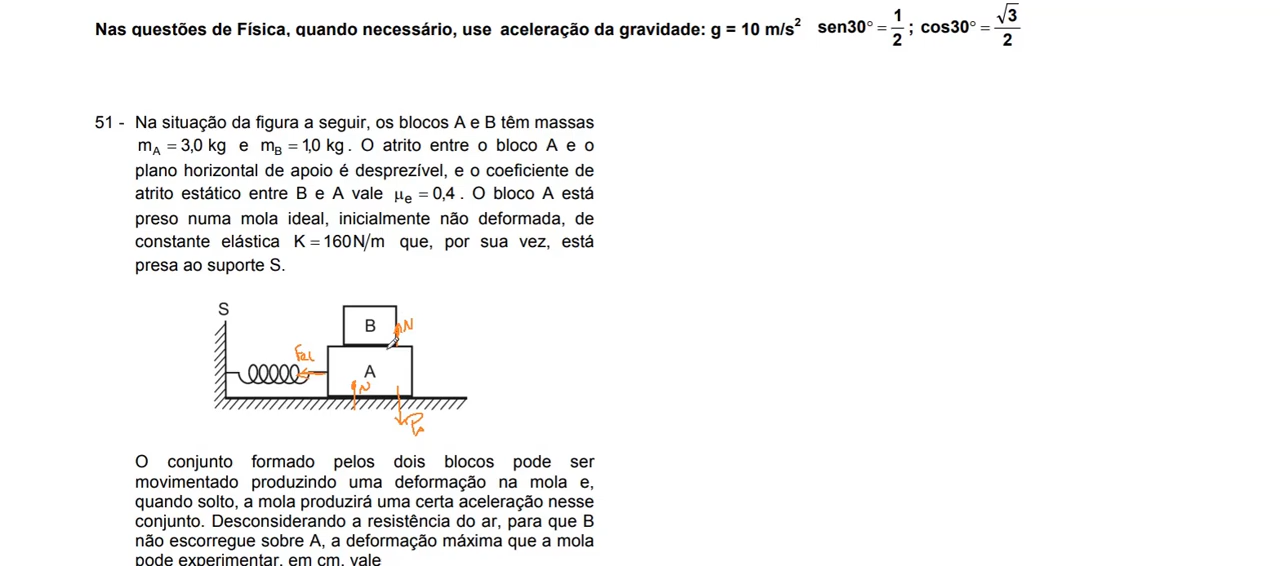 Nas questões de Física, quando necessário, use aceleração da gravidade: g = 10 m/s² sen30° = 1/2 ; cos30° = √3/2
51 - Na situação da figura a seguir, os blocos A e B têm massas
mA = 3,0 kg e mB = 1,0 kg . O atrito entre o bloco A e o
plano horizontal de apoio é desprezível, e o coeficiente de
atrito estático entre B e A vale μe = 0,4 . O bloco A está
preso numa mola ideal, inicialmente não deformada, de
constante elástica K = 160 N/m que, por sua vez, está
presa ao suporte S.
S
B
N
Fel
A
N
O conjunto formado pelos dois blocos pode ser
movimentado produzindo uma deformação na mola e,
quando solto, a mola produzirá uma certa aceleração nesse
conjunto. Desconsiderando a resistência do ar, para que B
não escorregue sobre A, a deformação máxima que a mola
pode experimentar, em cm, vale